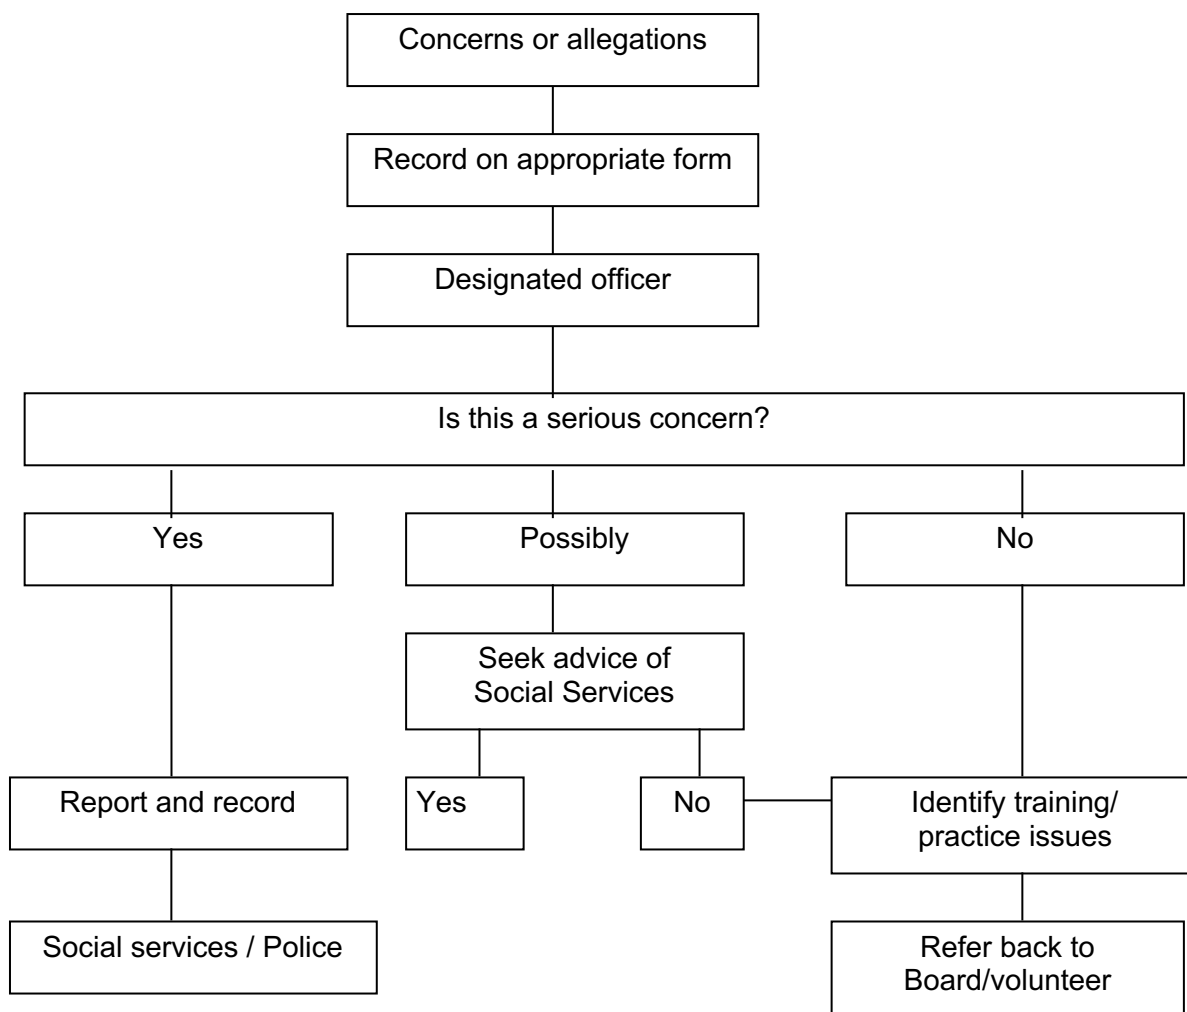 Concerns or allegations
Record on appropriate form
Designated officer
Is this a serious concern?
Yes
Possibly
No
Seek advice of
Social Services
Report and record
Yes
No
Identify training/
practice issues
Social services / Police
Refer back to
Board/volunteer